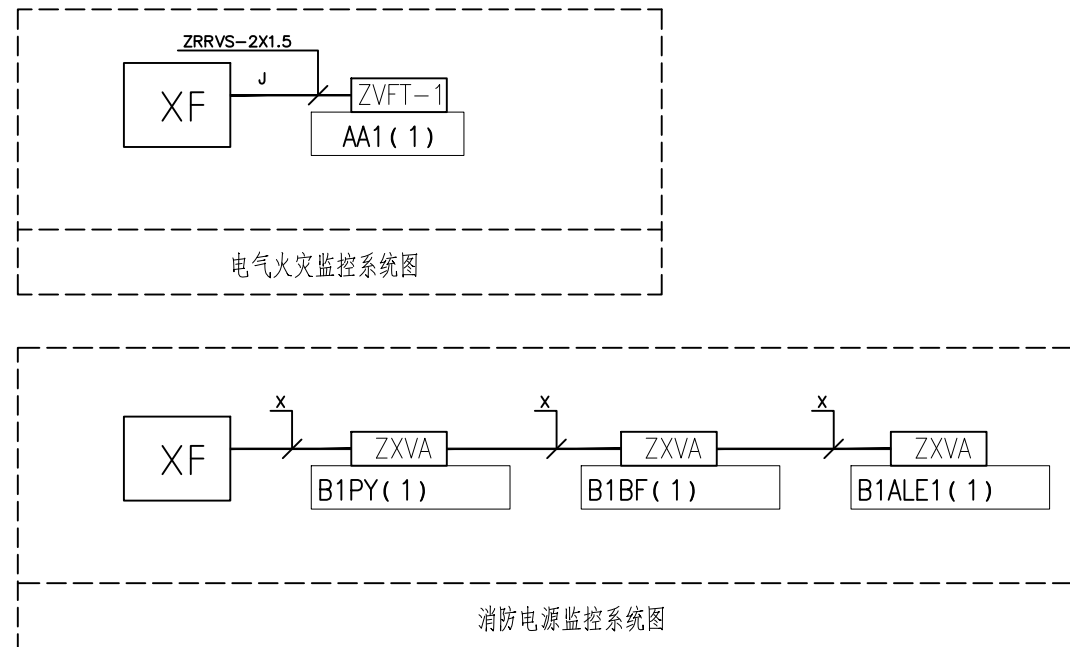 ZRRVS-2X1.5
J
XF
ZVFT-1
AA1(1)
电气火灾监控系统图
X X X
XF ZXVA ZXVA ZXVA
B1PY(1) B1BF(1) B1ALE1(1)
消防电源监控系统图